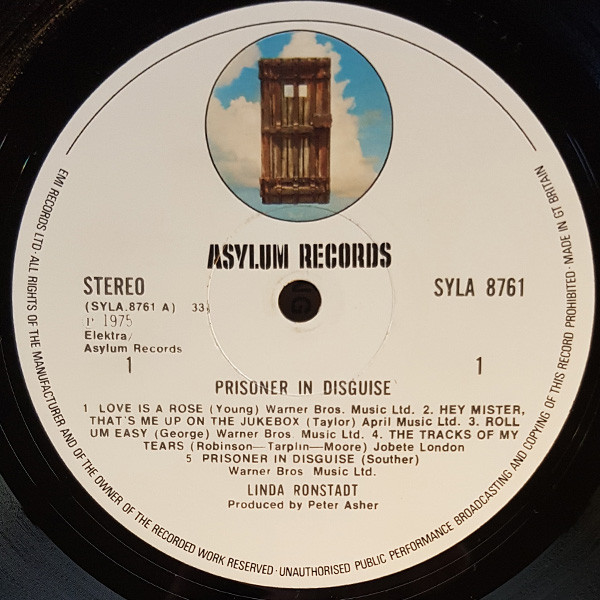 ASYLUM RECORDS
STEREO
SYLA 8761
(SYLA.8761 A) 33⅓
℗ 1975
Elektra/
Asylum Records
1
1
PRISONER IN DISGUISE
1 LOVE IS A ROSE (Young) Warner Bros. Music Ltd. 2. HEY MISTER,
THAT'S ME UP ON THE JUKEBOX (Taylor) April Music Ltd. 3. ROLL
UM EASY (George) Warner Bros. Music Ltd. 4. THE TRACKS OF MY
TEARS (Robinson—Tarplin—Moore) Jobete London
5 PRISONER IN DISGUISE (Souther)
Warner Bros Music Ltd.
LINDA RONSTADT
Produced by Peter Asher
EMI RECORDS LTD · ALL RIGHTS OF THE MANUFACTURER AND OF THE OWNER OF THE RECORDED WORK RESERVED · UNAUTHORISED PUBLIC PERFORMANCE BROADCASTING AND COPYING OF THIS RECORD PROHIBITED · MADE IN GT BRITAIN